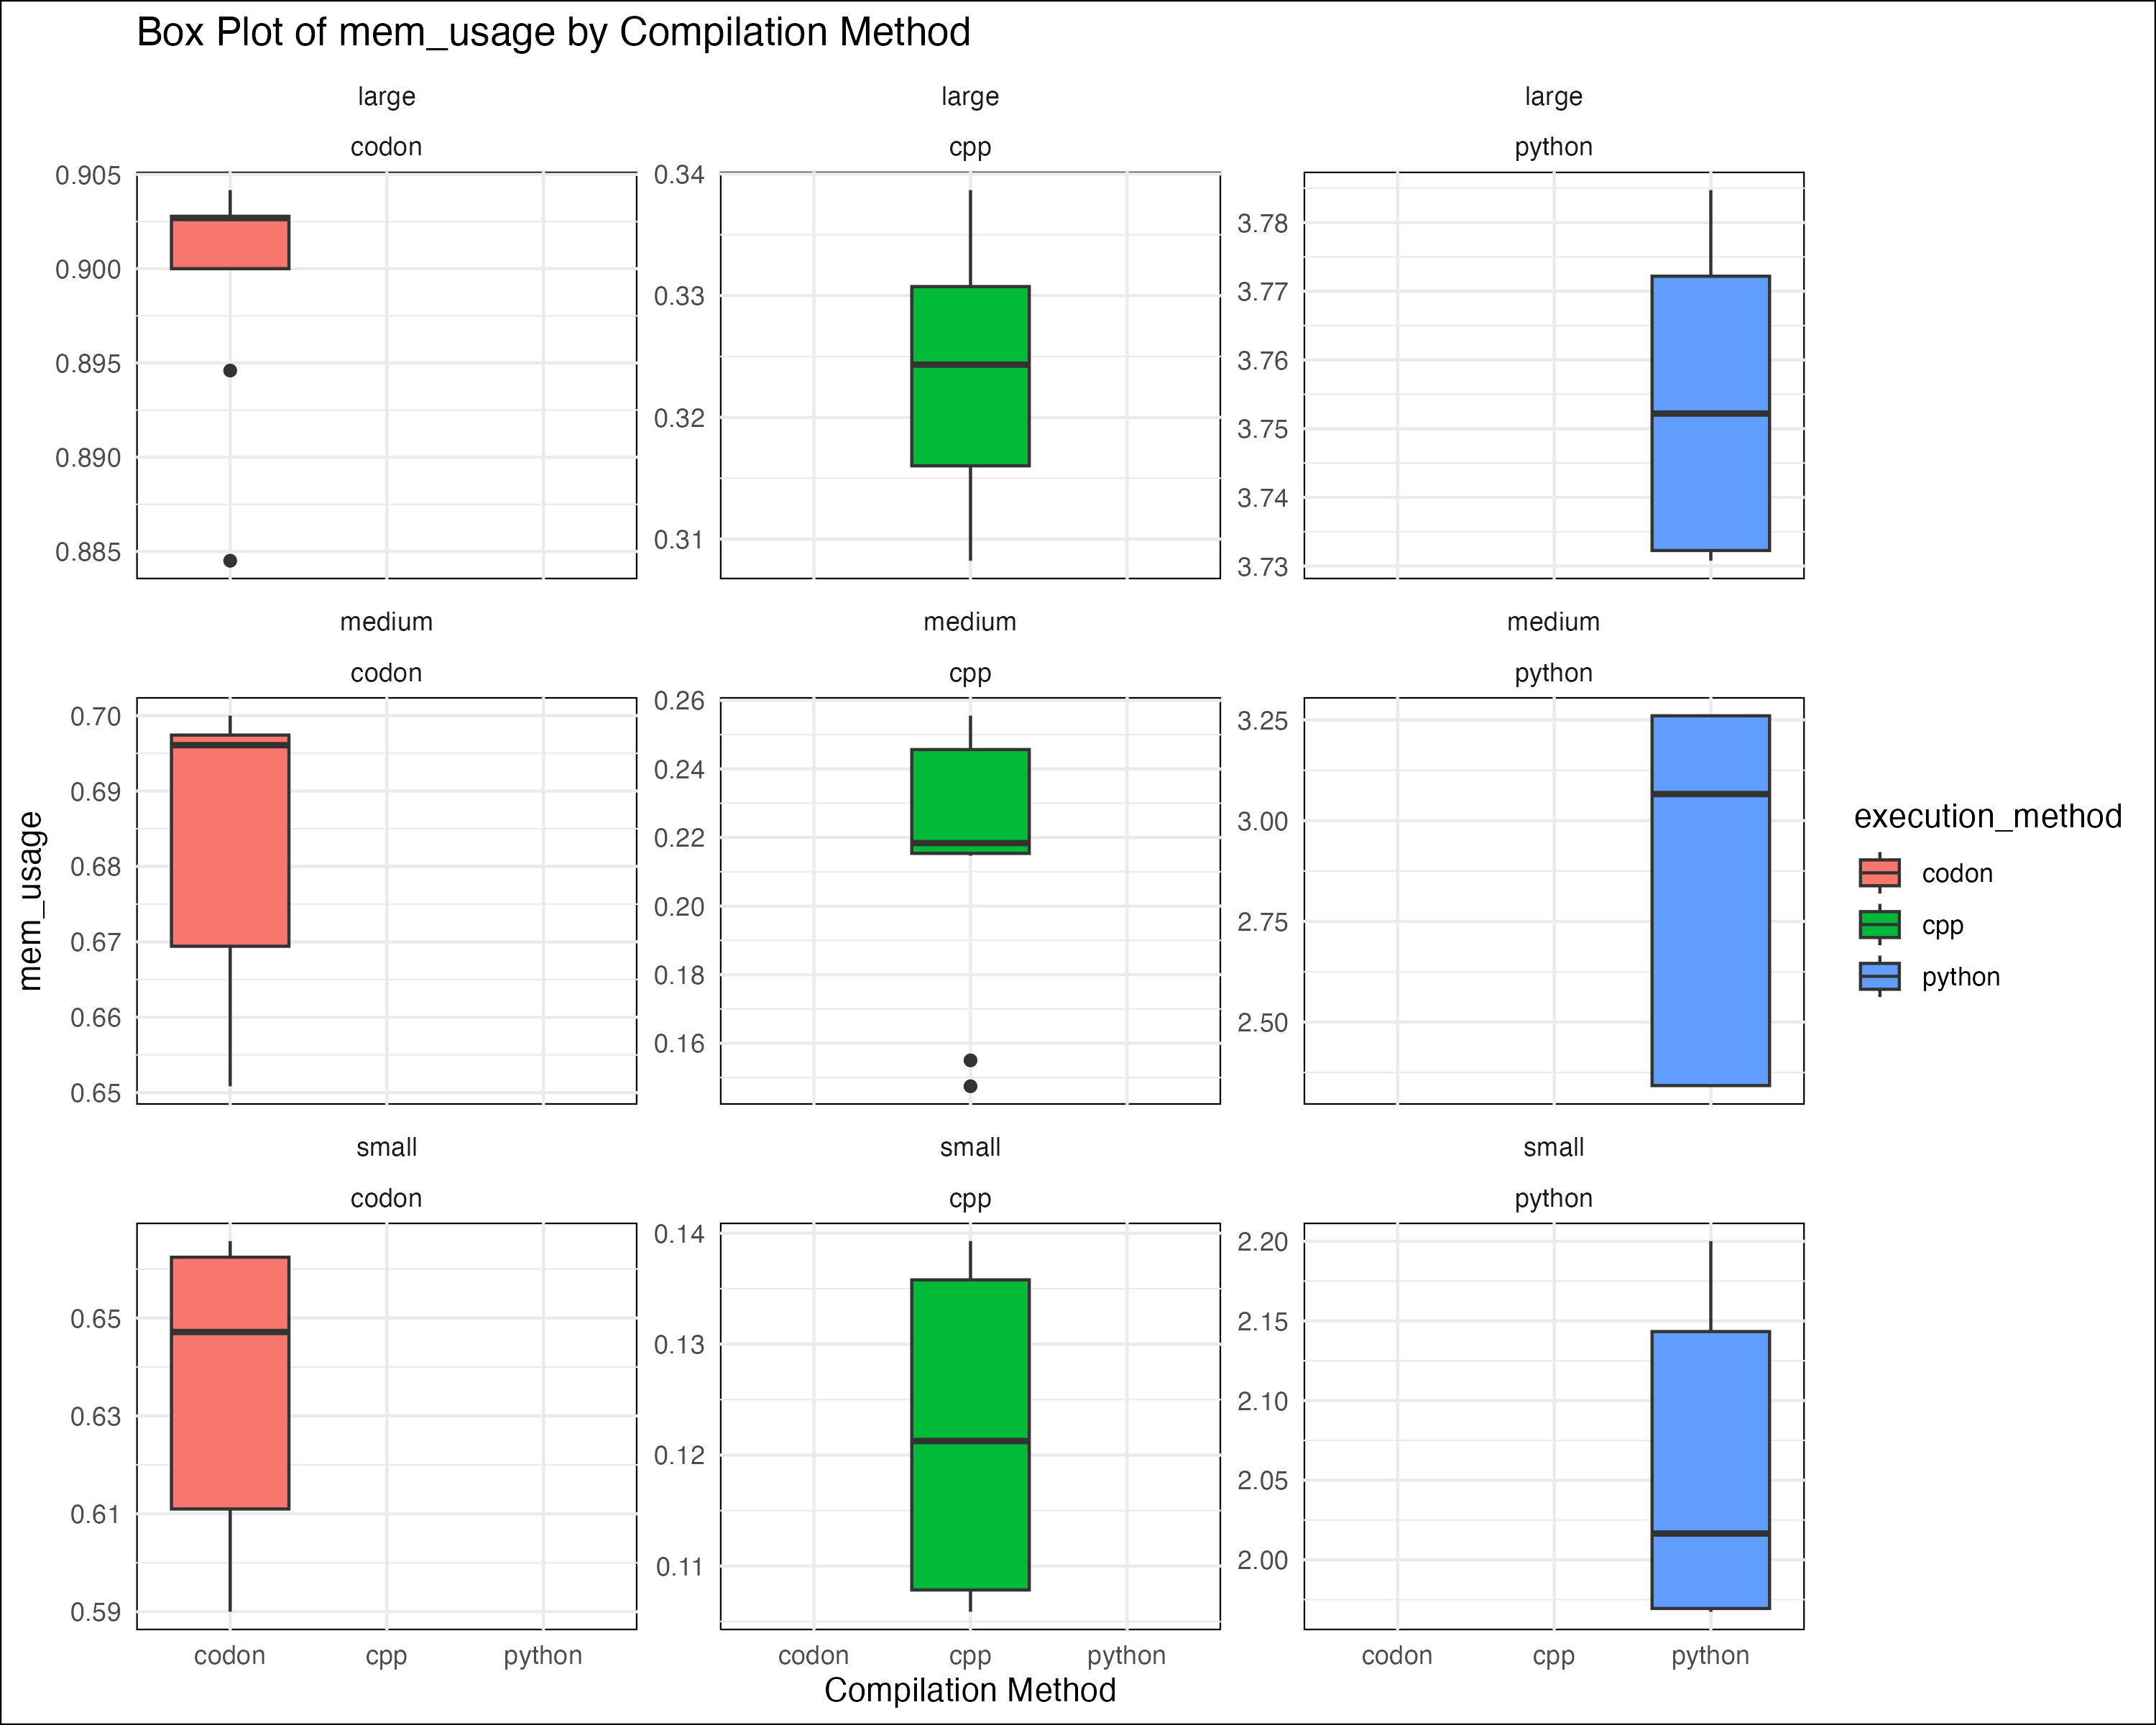 Box Plot of mem_usage by Compilation Method
large
large
large
codon
cpp
python
0.905
0.900
0.895
0.890
0.885
0.34
0.33
0.32
0.31
3.78
3.77
3.76
3.75
3.74
3.73
medium
medium
medium
codon
cpp
python
0.70
0.69
0.68
0.67
0.66
0.65
0.26
0.24
0.22
0.20
0.18
0.16
3.25
3.00
2.75
2.50
small
small
small
codon
cpp
python
0.65
0.63
0.61
0.59
0.14
0.13
0.12
0.11
2.20
2.15
2.10
2.05
2.00
codon cpp python
codon cpp python
codon cpp python
Compilation Method
mem_usage
execution_method
codon
cpp
python